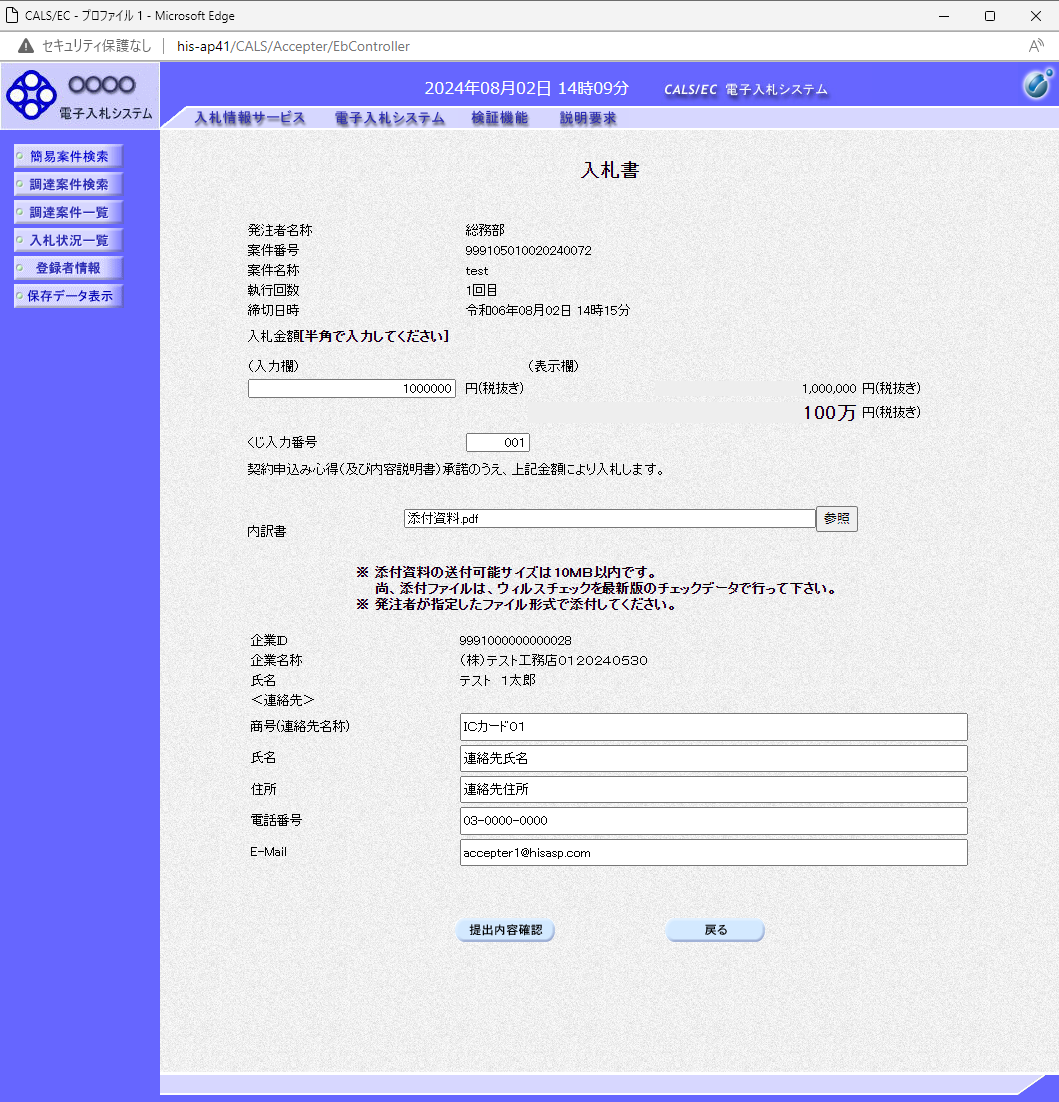 CALS/EC - プロファイル 1 - Microsoft Edge
セキュリティ保護なし | his-ap41/CALS/Accepter/EbController
〇〇〇〇
電子入札システム
2024年08月02日 14時09分
CALS/EC 電子入札システム
入札情報サービス 電子入札システム 検証機能 説明要求
簡易案件検索
調達案件検索
調達案件一覧
入札状況一覧
登録者情報
保存データ表示
入札書
発注者名称 総務部
案件番号 999105010020240072
案件名称 test
執行回数 1回目
締切日時 令和06年08月02日 14時15分
入札金額[半角で入力してください]
(入力欄) (表示欄)
1000000 円(税抜き) 1,000,000 円(税抜き)
100万 円(税抜き)
くじ入力番号 001
契約申込み心得(及び内容説明書)承諾のうえ、上記金額により入札します。
内訳書 添付資料.pdf 参照
※ 添付資料の送付可能サイズは10MB以内です。
尚、添付ファイルは、ウィルスチェックを最新版のチェックデータで行って下さい。
※ 発注者が指定したファイル形式で添付してください。
企業ID 9991000000000028
企業名称 (株)テスト工務店0120240530
氏名 テスト 1太郎
<連絡先>
商号(連絡先名称) ICカード01
氏名 連絡先氏名
住所 連絡先住所
電話番号 03-0000-0000
E-Mail accepter1@hisasp.com
提出内容確認 戻る